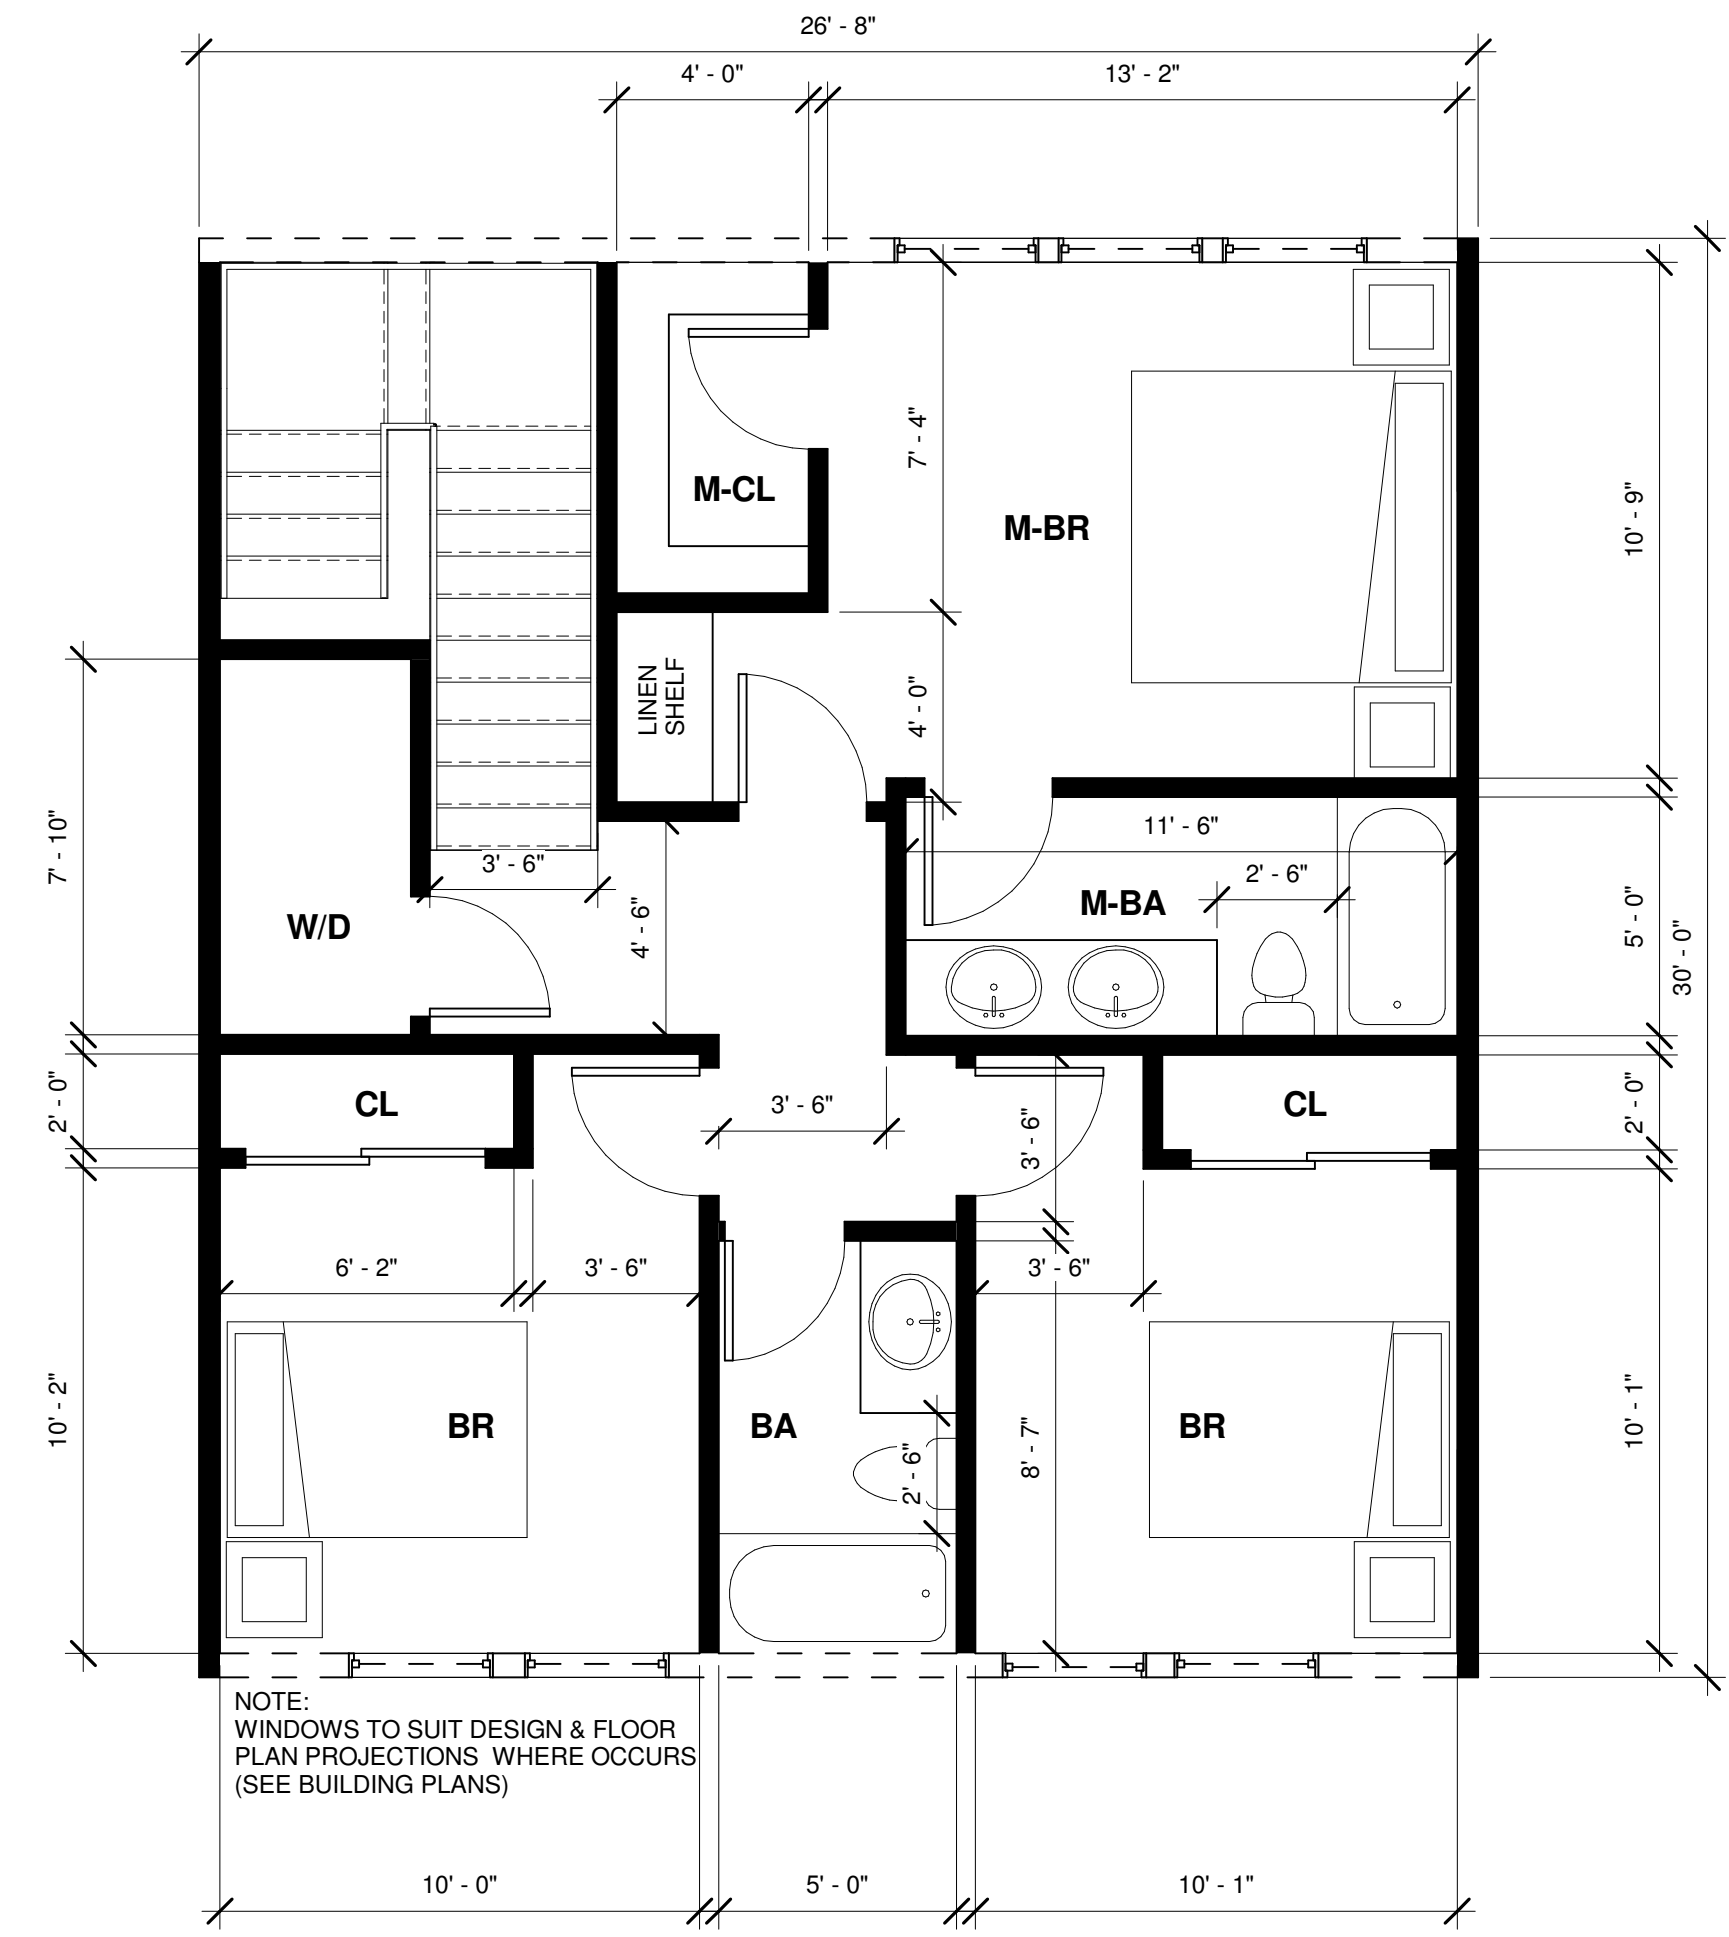 26' - 8"
4' - 0"
13' - 2"
7' - 4"
M-CL
M-BR
10' - 9"
LINEN
SHELF
4' - 0"
7' - 10"
3' - 6"
11' - 6"
2' - 6"
W/D
4' - 6"
M-BA
5' - 0"
30' - 0"
2' - 0"
CL
3' - 6"
3' - 6"
CL
2' - 0"
6' - 2"
3' - 6"
3' - 6"
10' - 2"
BR
BA
2' - 6"
8' - 7"
BR
10' - 1"
NOTE:
WINDOWS TO SUIT DESIGN & FLOOR
PLAN PROJECTIONS  WHERE OCCURS
(SEE BUILDING PLANS)
10' - 0"
5' - 0"
10' - 1"